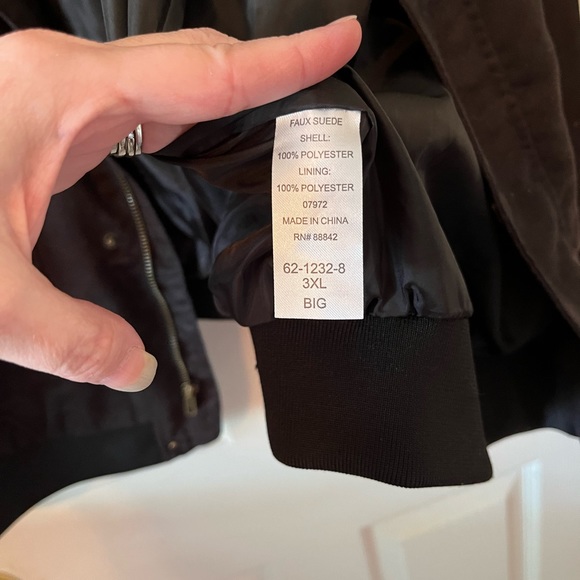 FAUX SUEDE
SHELL:
100% POLYESTER
LINING:
100% POLYESTER
07972
MADE IN CHINA
RN# 88842
62-1232-8
3XL
BIG